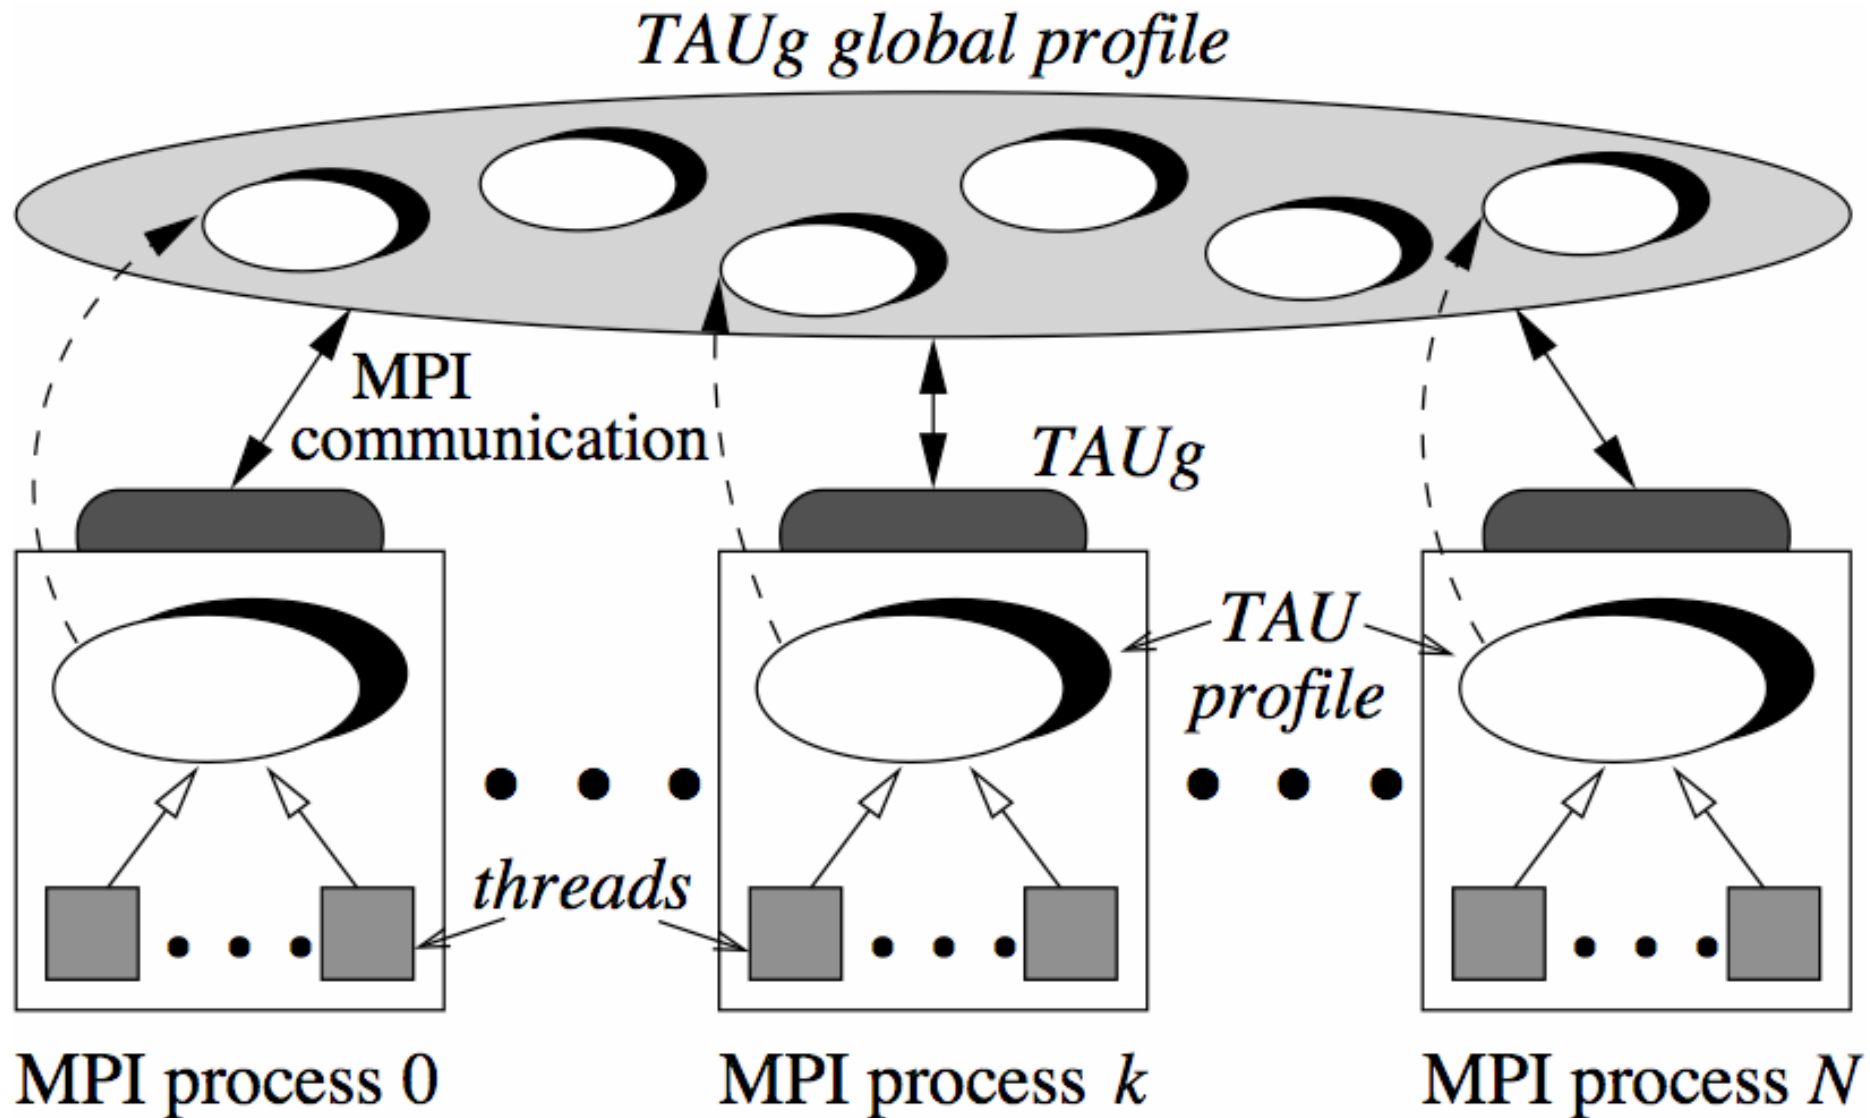 TAUg global profile
MPI
communication
TAUg
TAU
profile
threads
MPI process 0
MPI process k
MPI process N